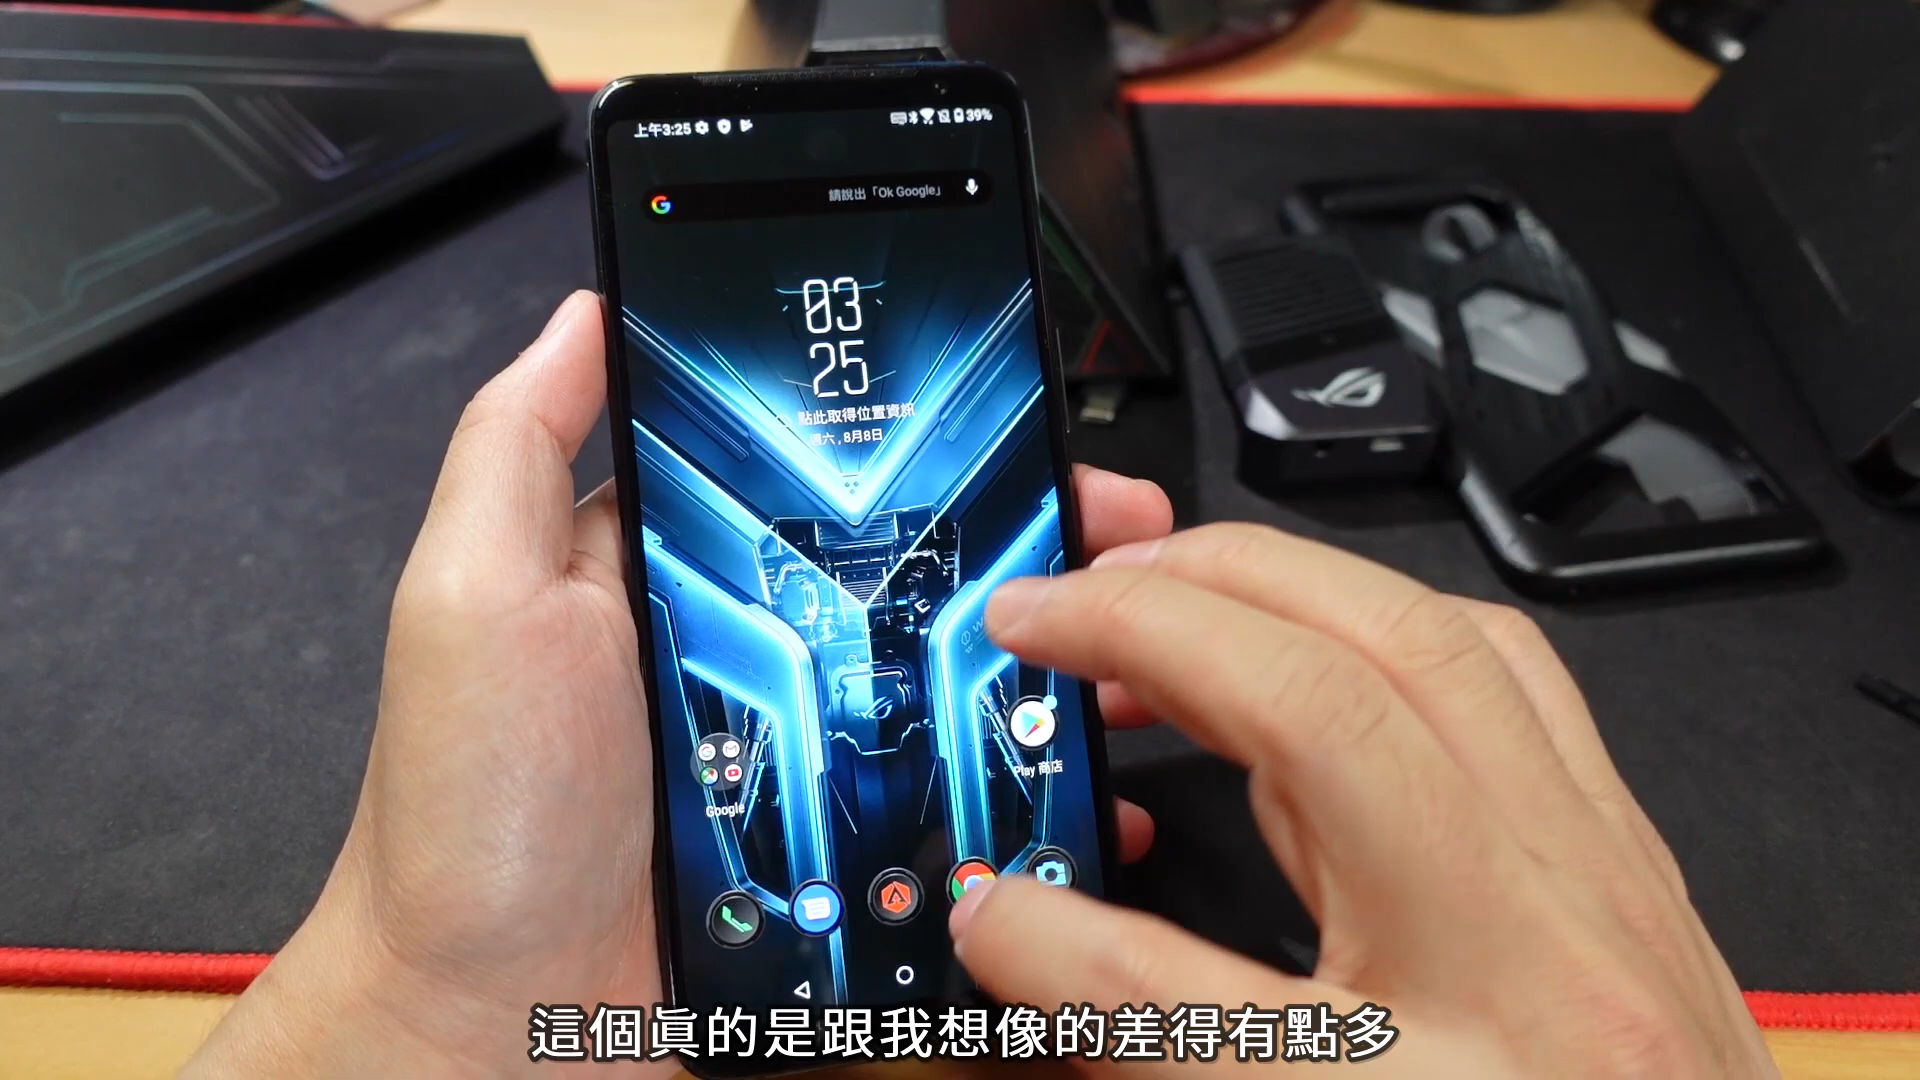 上午3:25
39%
請說出「Ok Google」
03
25
點此取得位置資訊
週六 , 8月8日
Play 商店
Google
這個真的是跟我想像的差得有點多